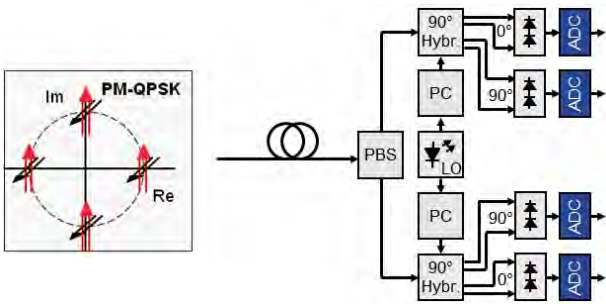 PM-QPSK
Im
Re
PBS
90°
Hybr.
0°
90°
ADC
ADC
PC
LO
PC
90°
Hybr.
90°
0°
ADC
ADC